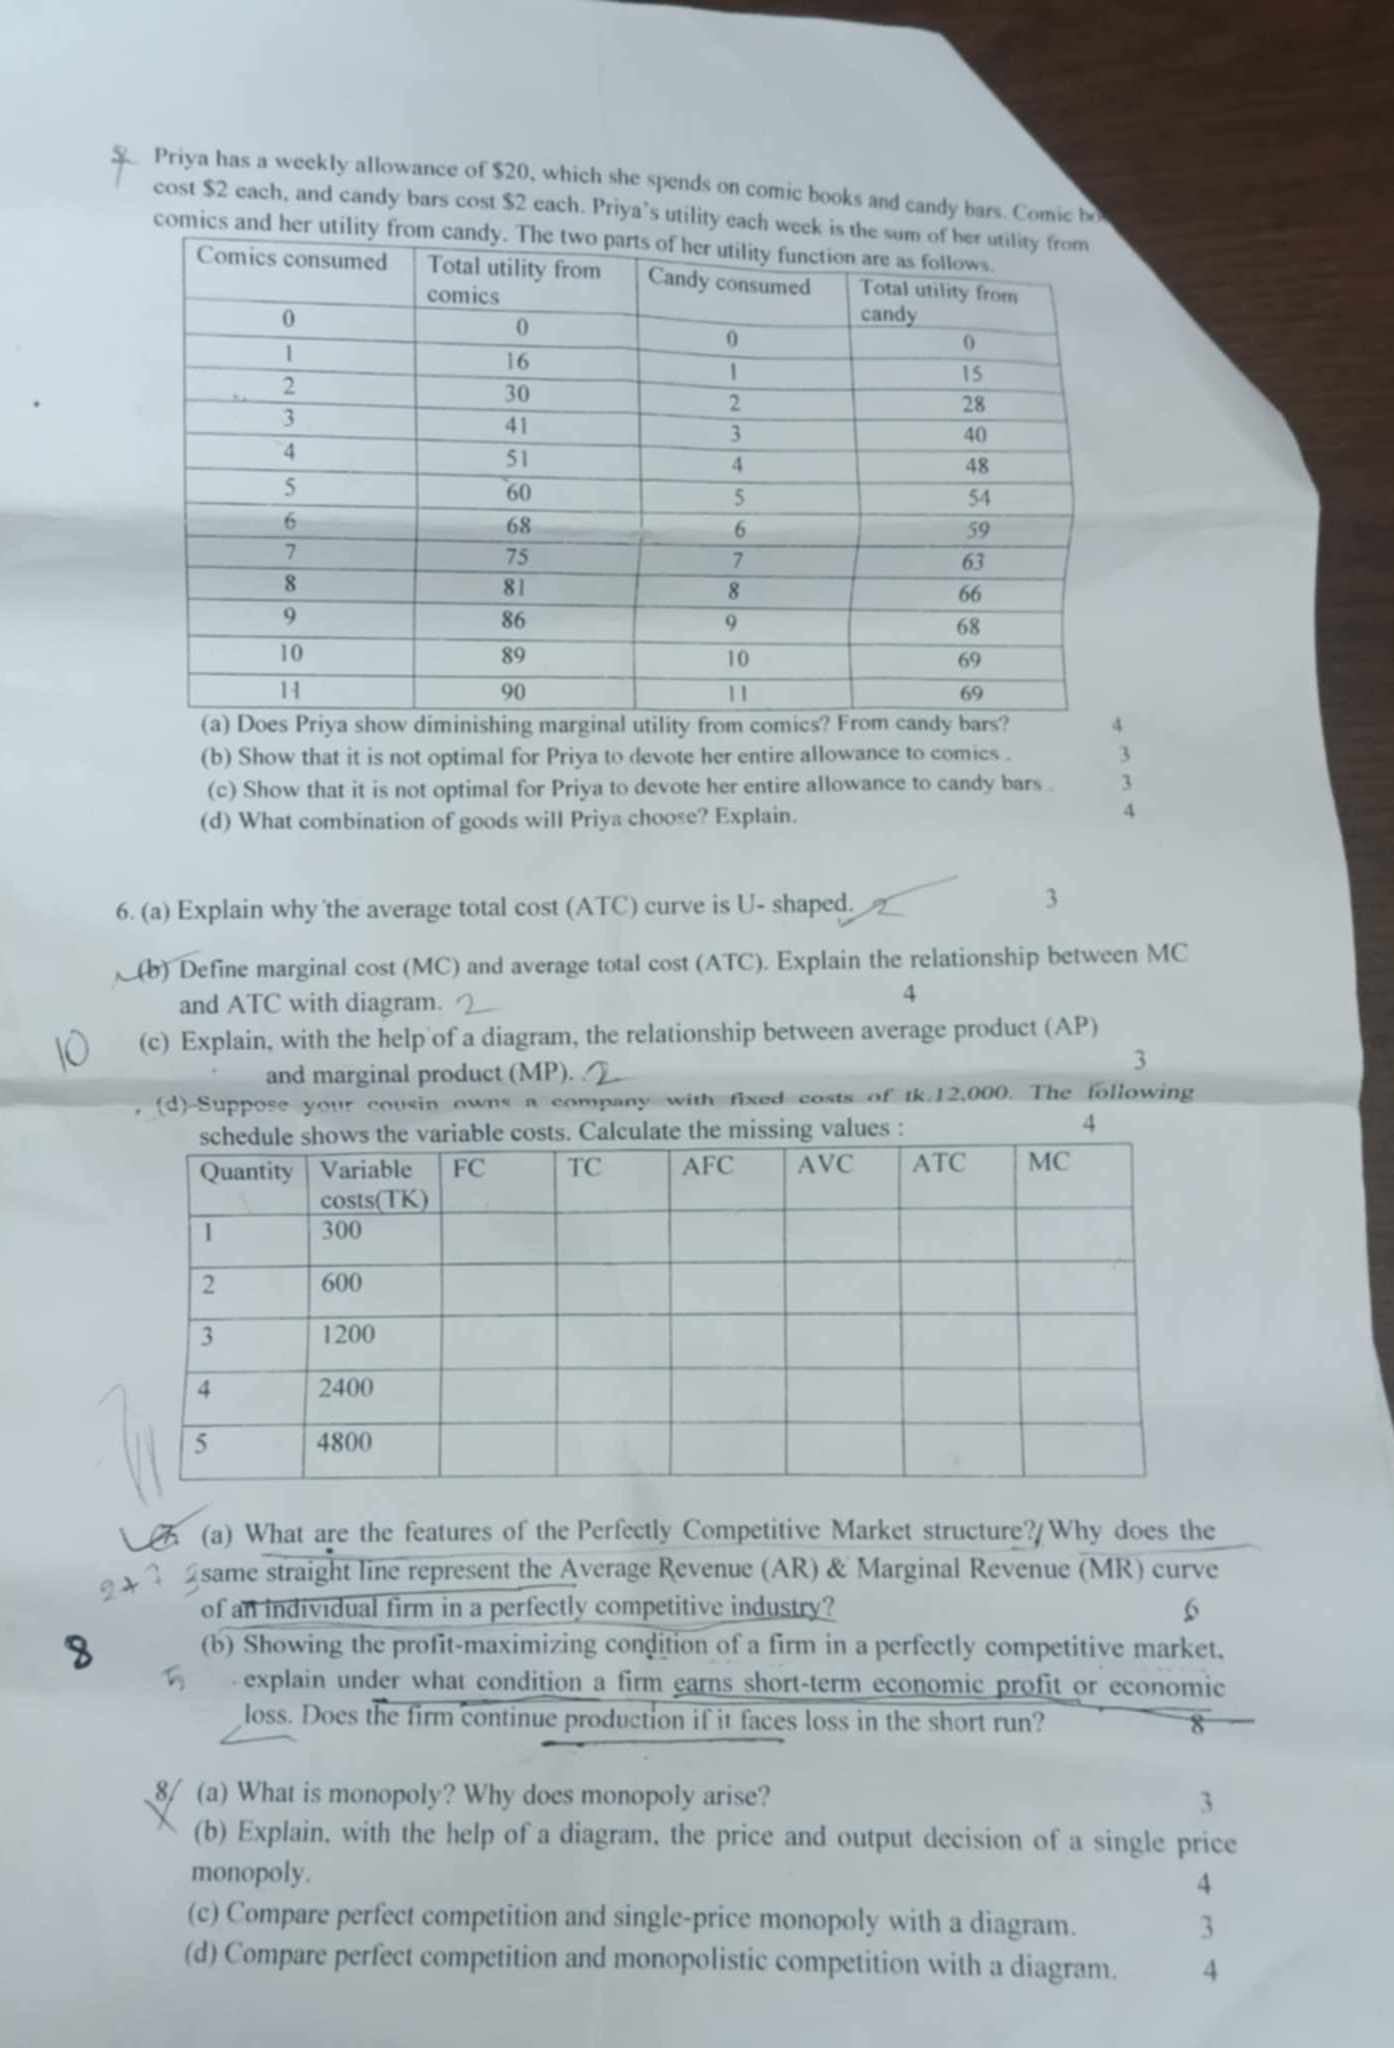 Priya has a weekly allowance of $20, which she spends on comic books and candy bars. Comic
cost $2 each, and candy bars cost $2 each. Priya's utility each week is the sum of her utility from
comics and her utility from candy. The two parts of her utility function are as follows.
Comics consumed Total utility from comics Candy consumed Total utility from candy
0 0 0 0
1 16 1 15
2 30 2 28
3 41 3 40
4 51 4 48
5 60 5 54
6 68 6 59
7 75 7 63
8 81 8 66
9 86 9 68
10 89 10 69
11 90 11 69
(a) Does Priya show diminishing marginal utility from comics? From candy bars? 4
(b) Show that it is not optimal for Priya to devote her entire allowance to comics . 3
(c) Show that it is not optimal for Priya to devote her entire allowance to candy bars . 3
(d) What combination of goods will Priya choose? Explain. 4
6. (a) Explain why the average total cost (ATC) curve is U- shaped. 2 3
(b) Define marginal cost (MC) and average total cost (ATC). Explain the relationship between MC
and ATC with diagram. 2 4
10 (c) Explain, with the help of a diagram, the relationship between average product (AP)
and marginal product (MP). 2 3
(d) Suppose your cousin owns a company with fixed costs of tk.12,000. The following
schedule shows the variable costs. Calculate the missing values : 4
Quantity Variable costs(TK) FC TC AFC AVC ATC MC
1 300
2 600
3 1200
4 2400
5 4800
7. (a) What are the features of the Perfectly Competitive Market structure? Why does the
same straight line represent the Average Revenue (AR) & Marginal Revenue (MR) curve
of an individual firm in a perfectly competitive industry? 6
8 (b) Showing the profit-maximizing condition of a firm in a perfectly competitive market,
5 explain under what condition a firm earns short-term economic profit or economic
loss. Does the firm continue production if it faces loss in the short run? 8
8. (a) What is monopoly? Why does monopoly arise? 3
(b) Explain, with the help of a diagram, the price and output decision of a single price
monopoly. 4
(c) Compare perfect competition and single-price monopoly with a diagram. 3
(d) Compare perfect competition and monopolistic competition with a diagram. 4